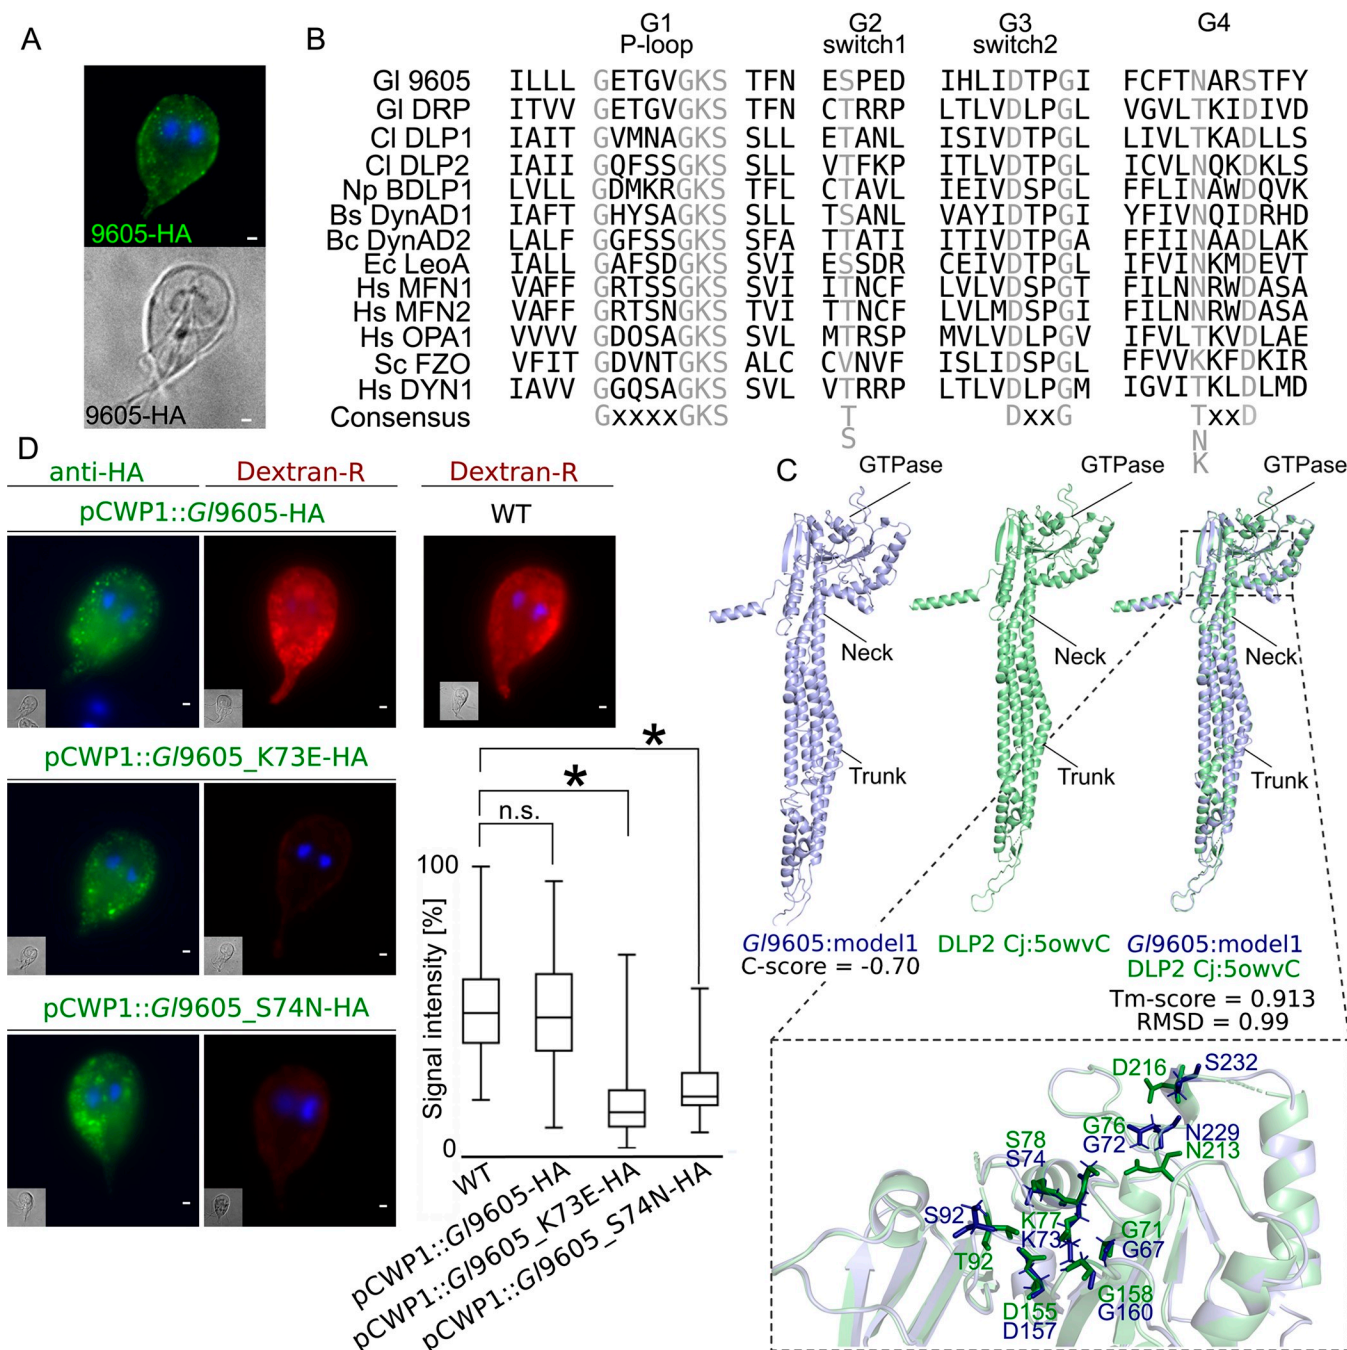 A
9605-HA
9605-HA
B
G1
P-loop
G2
switch1
G3
switch2
G4
Gl 9605 ILLL GETGVGKS TFN ESPED IHLIDTPGI FCFTNARSTFY
Gl DRP ITVV GETGVGKS TFN CTRRP LTLVDLPGL VGVLTKIDIVD
Cl DLP1 IAIT GVMNAGKS SLL ETANL ISIVDTPGL LIVLTKADLLS
Cl DLP2 IAII GQFSSGKS SLL VTFKP ITLVDTPGL ICVLNQKDKLS
Np BDLP1 LVLL GDMKRGKS TFL CTAVL IEIVDSPGL FFLINAWDQVK
Bs DynAD1 IAFT GHYSAGKS SLL TSANL VAYIDTPGI YFIVNQIDRHD
Bc DynAD2 LALF GGFSSGKS SFA TTATI ITIVDTPGA FFIINAADLAK
Ec LeoA IALL GAFSDGKS SVI ESSDR CEIVDTPGL IFVINKMDEVT
Hs MFN1 VAFF GRTSSGKS SVI ITNCF LVLVDSPGT FILNNRWDASA
Hs MFN2 VAFF GRTSNGKS TVI TTNCF LVLMDSPGI FILNNRWDASA
Hs OPA1 VVVV GDQSAGKS SVL MTRSP MVLVDLPGV IFVLTKVDLAE
Sc FZO VFIT GDVNTGKS ALC CVNVF ISLIDSPGL FFVVKKFDKIR
Hs DYN1 IAVV GGQSAGKS SVL VTRRP LTLVDLPGM IGVITKLDLMD
Consensus GxxxxGKS T DxxG TxxD
S
N
K
C
GTPase
GTPase
GTPase
Neck
Neck
Neck
Trunk
Trunk
Trunk
Gl9605:model1
C-score = -0.70
DLP2 Cj:5owvC
Gl9605:model1
DLP2 Cj:5owvC
Tm-score = 0.913
RMSD = 0.99
D216
S232
G76
G72
N229
N213
S78
S74
S92
T92
K77
K73
G71
G67
D155
D157
G158
G160
D
anti-HA
Dextran-R
Dextran-R
pCWP1::Gl9605-HA
WT
pCWP1::Gl9605_K73E-HA
pCWP1::Gl9605_S74N-HA
*
*
n.s.
100
Signal intensity [%]
0
WT
pCWP1::Gl9605-HA
pCWP1::Gl9605_K73E-HA
pCWP1::Gl9605_S74N-HA